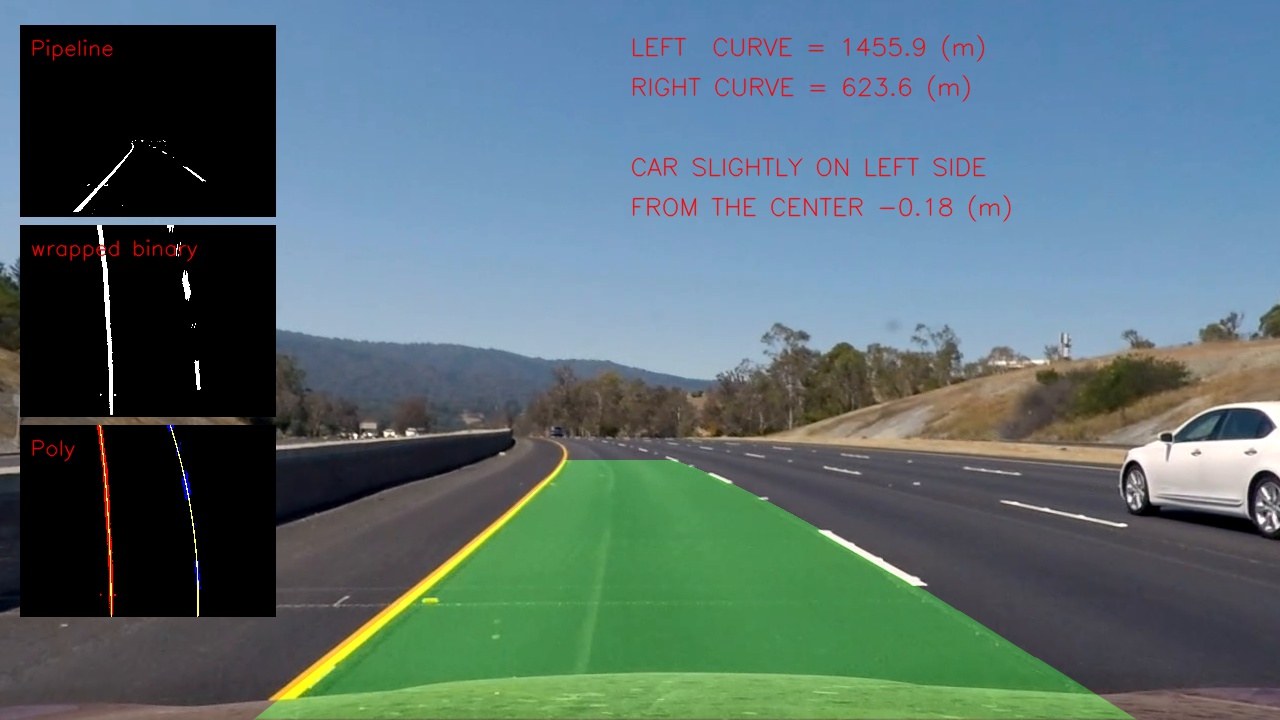 Pipeline
LEFT CURVE = 1455.9 (m)
RIGHT CURVE = 623.6 (m)
CAR SLIGHTLY ON LEFT SIDE
FROM THE CENTER -0.18 (m)
wrapped binary
Poly